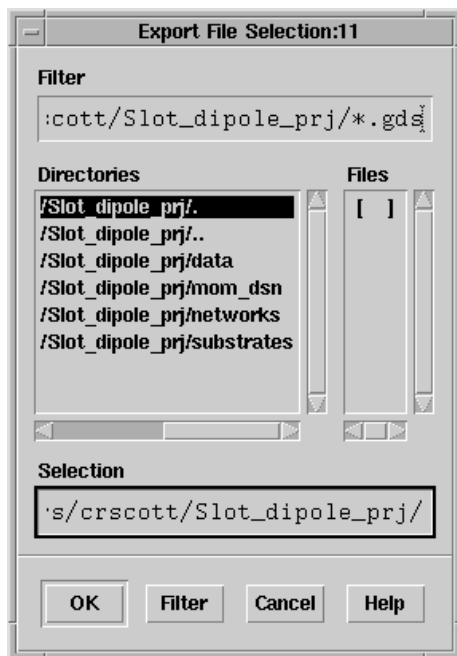 Export File Selection:11
Filter
:cott/Slot_dipole_prj/*.gds
Directories
Files
/Slot_dipole_prj/.
[ ]
/Slot_dipole_prj/..
/Slot_dipole_prj/data
/Slot_dipole_prj/mom_dsn
/Slot_dipole_prj/networks
/Slot_dipole_prj/substrates
Selection
s/crscott/Slot_dipole_prj/
OK
Filter
Cancel
Help